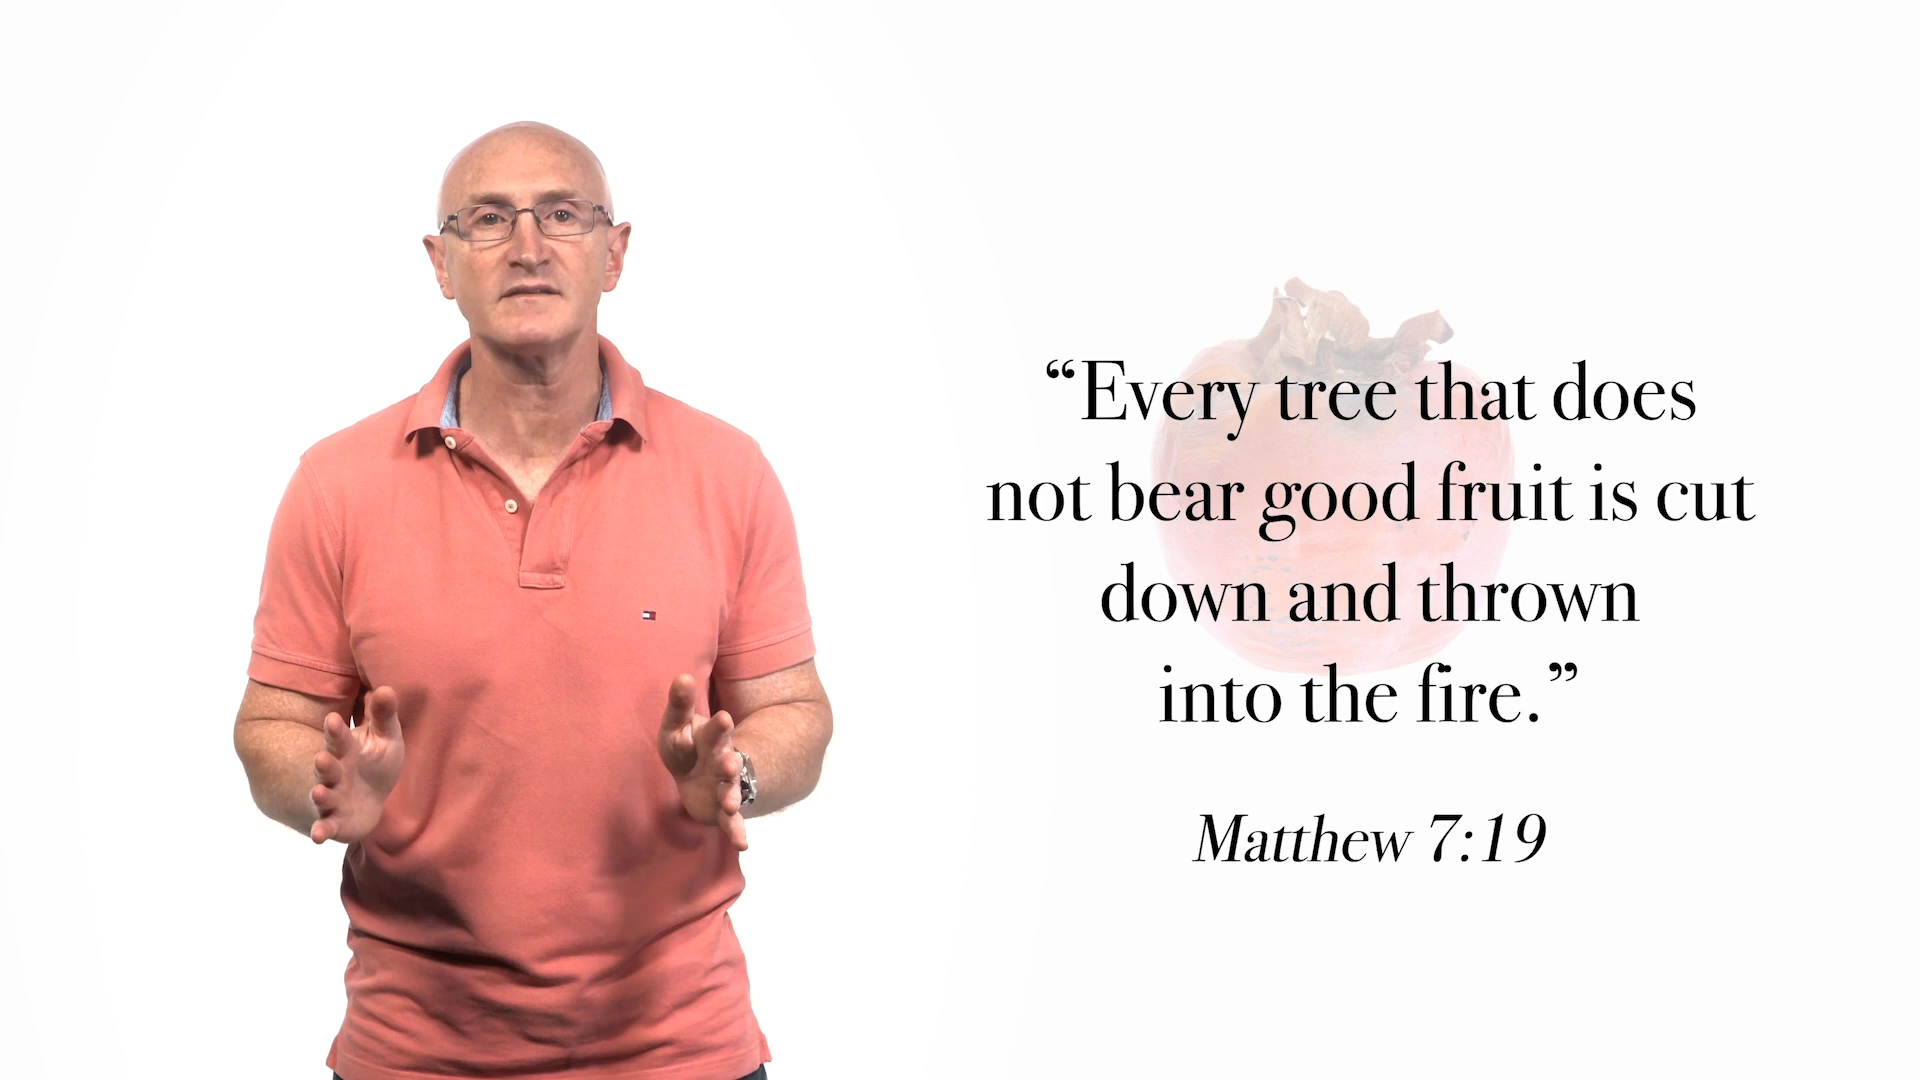 “Every tree that does
not bear good fruit is cut
down and thrown
into the fire.”
Matthew 7:19